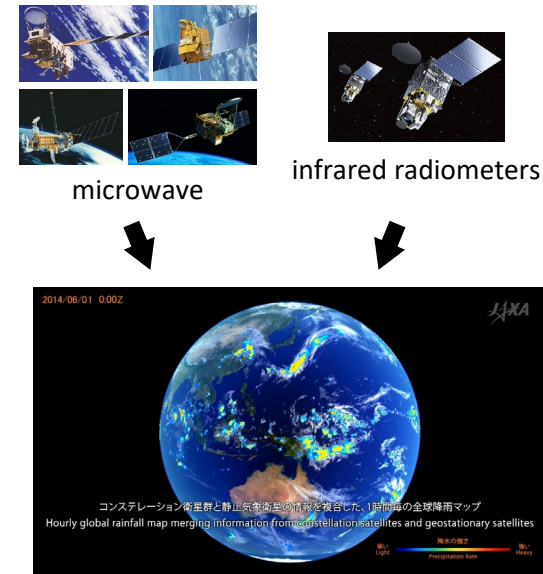 microwave
infrared radiometers
2014/06/01 0:00Z
JAXA
コンステレーション衛星群と静止気象衛星の情報を複合した、1時間毎の全球降雨マップ
Hourly global rainfall map merging information from constellation satellites and geostationary satellites
弱い 降水の強さ 強い
Light Precipitation Rate Heavy